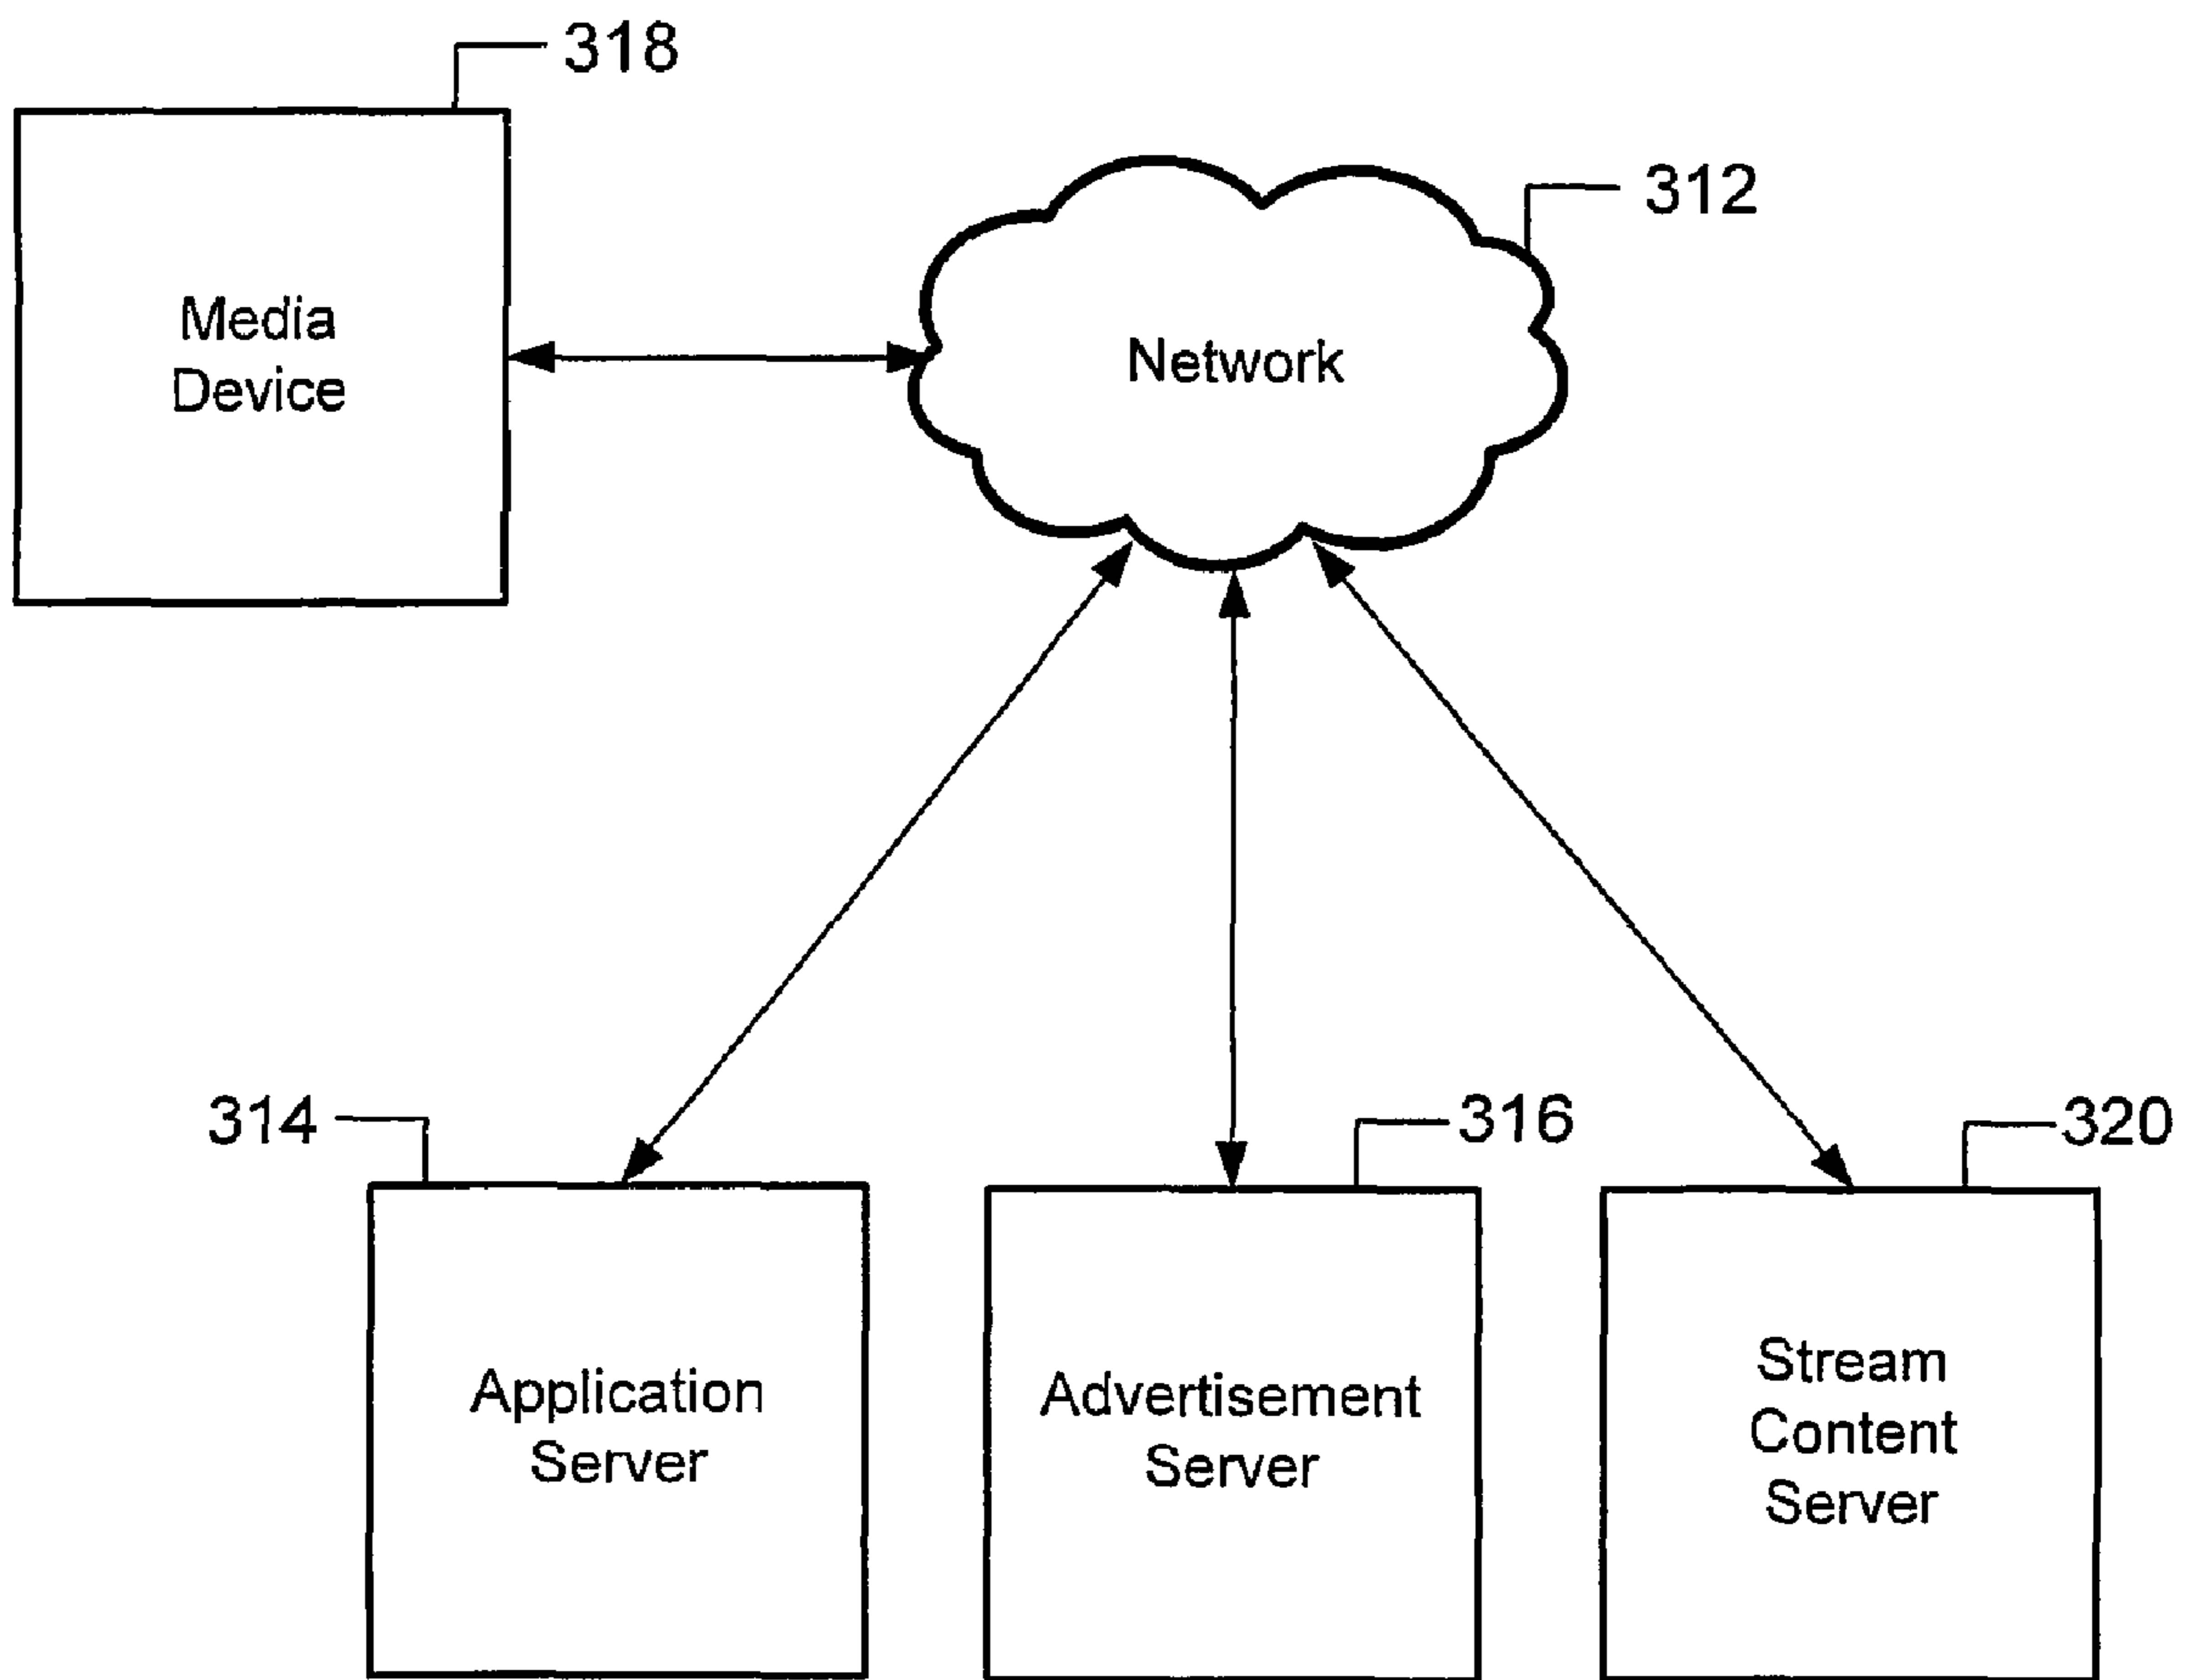 318
Media
Device
312
Network
314
Application
Server
316
Advertisement
Server
320
Stream
Content
Server